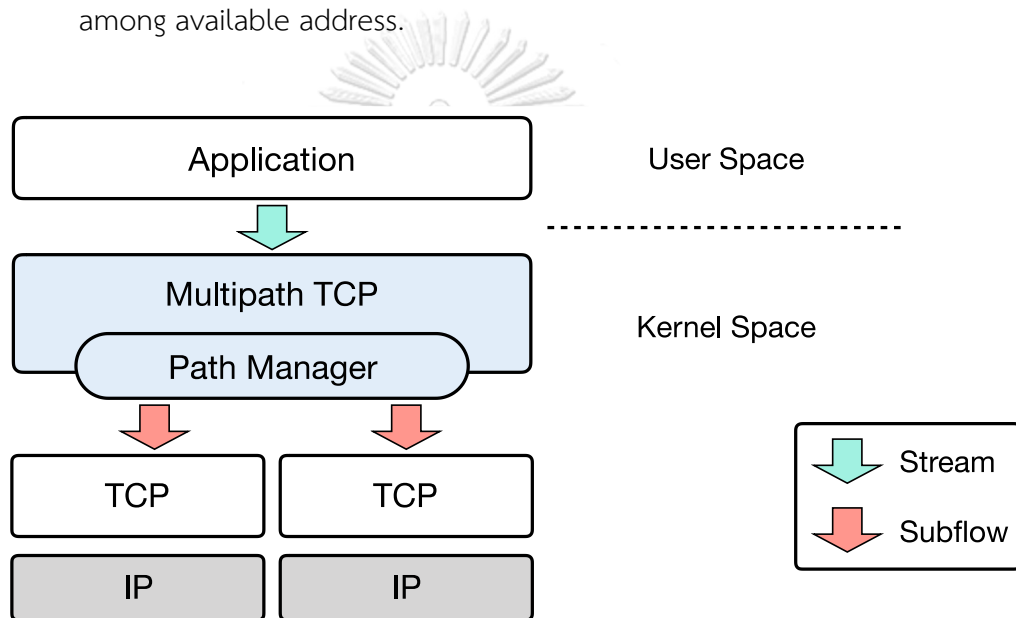 among available address.
Application
User Space
Multipath TCP
Kernel Space
Path Manager
TCP
TCP
Stream
Subflow
IP
IP